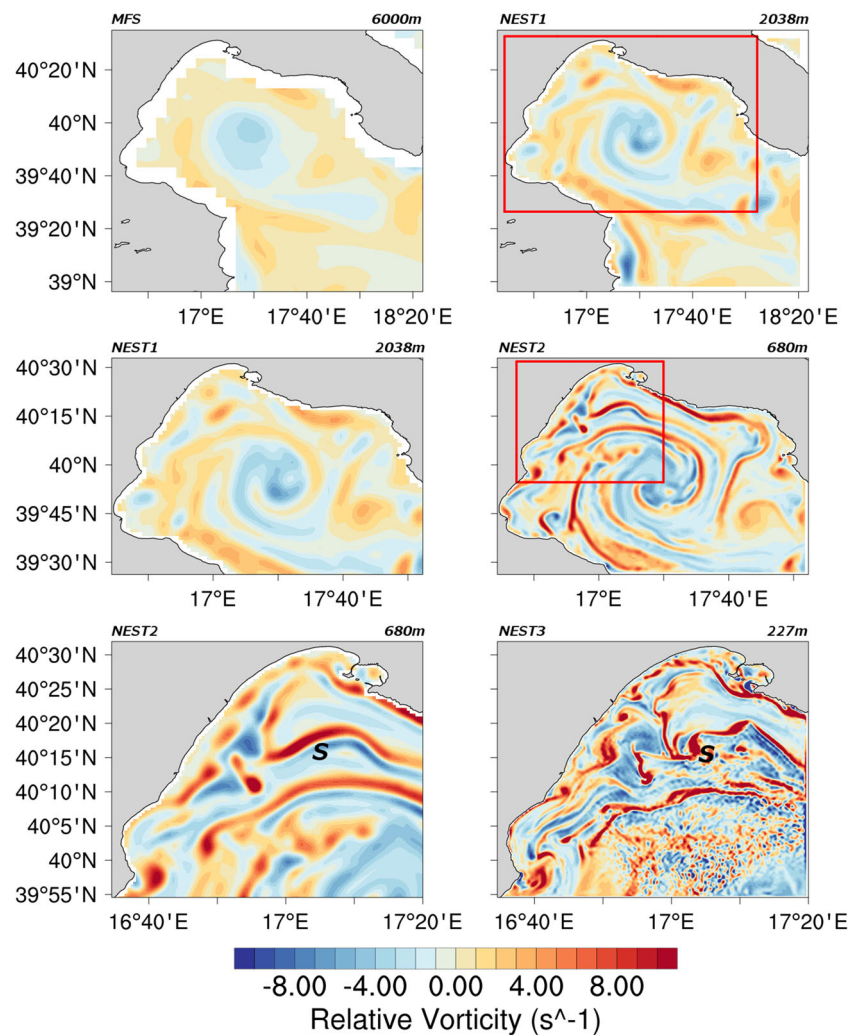 MFS 6000m
NEST1 2038m
40°20'N
40°N
39°40'N
39°20'N
39°N
17°E 17°40'E 18°20'E
17°E 17°40'E
NEST1 2038m
NEST2 680m
40°30'N
40°15'N
40°N
39°45'N
39°30'N
17°E 17°40'E
17°E 17°40'E
NEST2 680m
NEST3 227m
40°30'N
40°25'N
40°20'N
40°15'N
40°10'N
40°5'N
40°N
39°55'N
S
S
16°40'E 17°E 17°20'E
16°40'E 17°E 17°20'E
-8.00 -4.00 0.00 4.00 8.00
Relative Vorticity (s^-1)